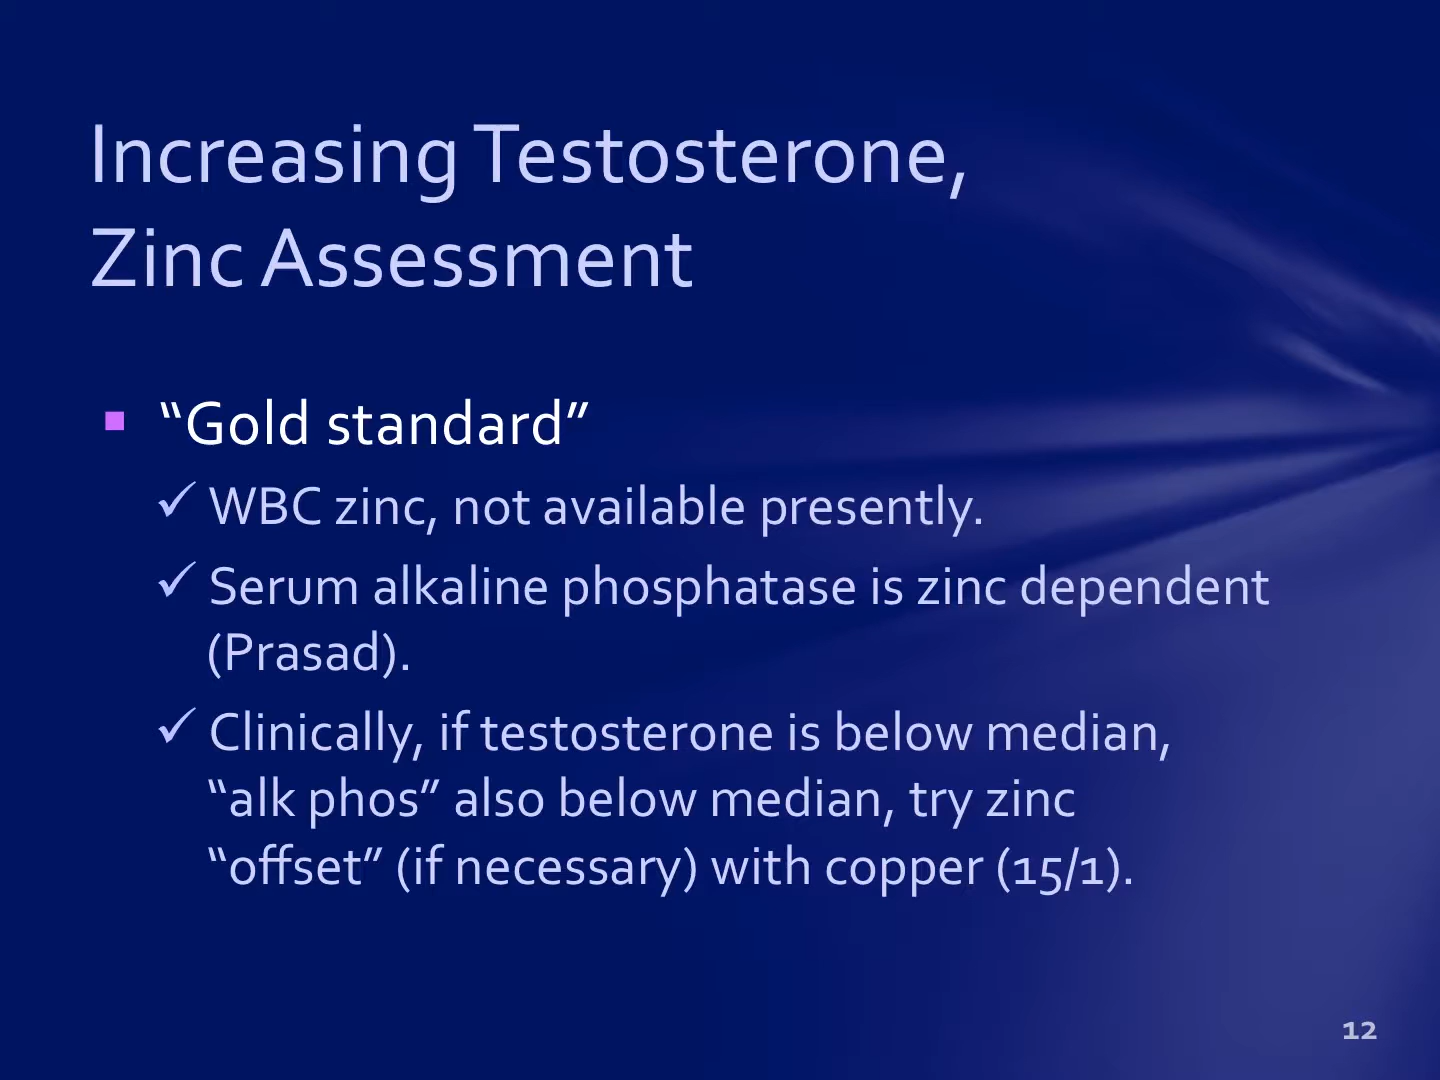 Increasing Testosterone,
Zinc Assessment
▪ “Gold standard”
✓ WBC zinc, not available presently.
✓ Serum alkaline phosphatase is zinc dependent
(Prasad).
✓ Clinically, if testosterone is below median,
“alk phos” also below median, try zinc
“offset” (if necessary) with copper (15/1).
12